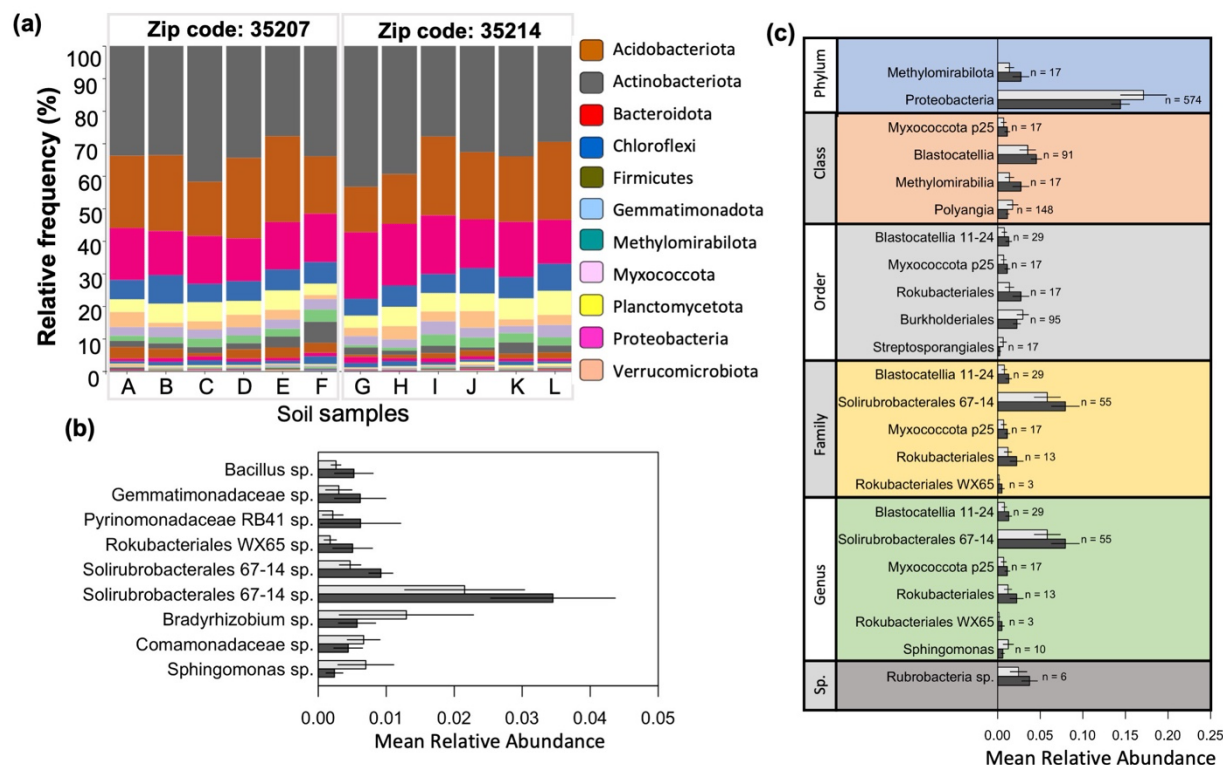 (a)
Zip code: 35207
Zip code: 35214
Relative frequency (%)
100
90
80
70
60
50
40
30
20
10
0
A B C D E F G H I J K L
Soil samples
Acidobacteriota
Actinobacteriota
Bacteroidota
Chloroflexi
Firmicutes
Gemmatimonadota
Methylomirabilota
Myxococcota
Planctomycetota
Proteobacteria
Verrucomicrobiota
(b)
Bacillus sp.
Gemmatimonadaceae sp.
Pyrinomonadaceae RB41 sp.
Rokubacteriales WX65 sp.
Solirubrobacterales 67-14 sp.
Solirubrobacterales 67-14 sp.
Bradyrhizobium sp.
Comamonadaceae sp.
Sphingomonas sp.
0.00 0.01 0.02 0.03 0.04 0.05
Mean Relative Abundance
(c)
Phylum
Methylomirabilota n = 17
Proteobacteria n = 574
Class
Myxococcota p25 n = 17
Blastocatellia n = 91
Methylomirabilia n = 17
Polyangia n = 148
Order
Blastocatellia 11-24 n = 29
Myxococcota p25 n = 17
Rokubacteriales n = 17
Burkholderiales n = 95
Streptosporangiales n = 17
Family
Blastocatellia 11-24 n = 29
Solirubrobacterales 67-14 n = 55
Myxococcota p25 n = 17
Rokubacteriales n = 13
Rokubacteriales WX65 n = 3
Genus
Blastocatellia 11-24 n = 29
Solirubrobacterales 67-14 n = 55
Myxococcota p25 n = 17
Rokubacteriales n = 13
Rokubacteriales WX65 n = 3
Sphingomonas n = 10
Sp.
Rubrobacteria sp. n = 6
0.00 0.05 0.10 0.15 0.20 0.25
Mean Relative Abundance